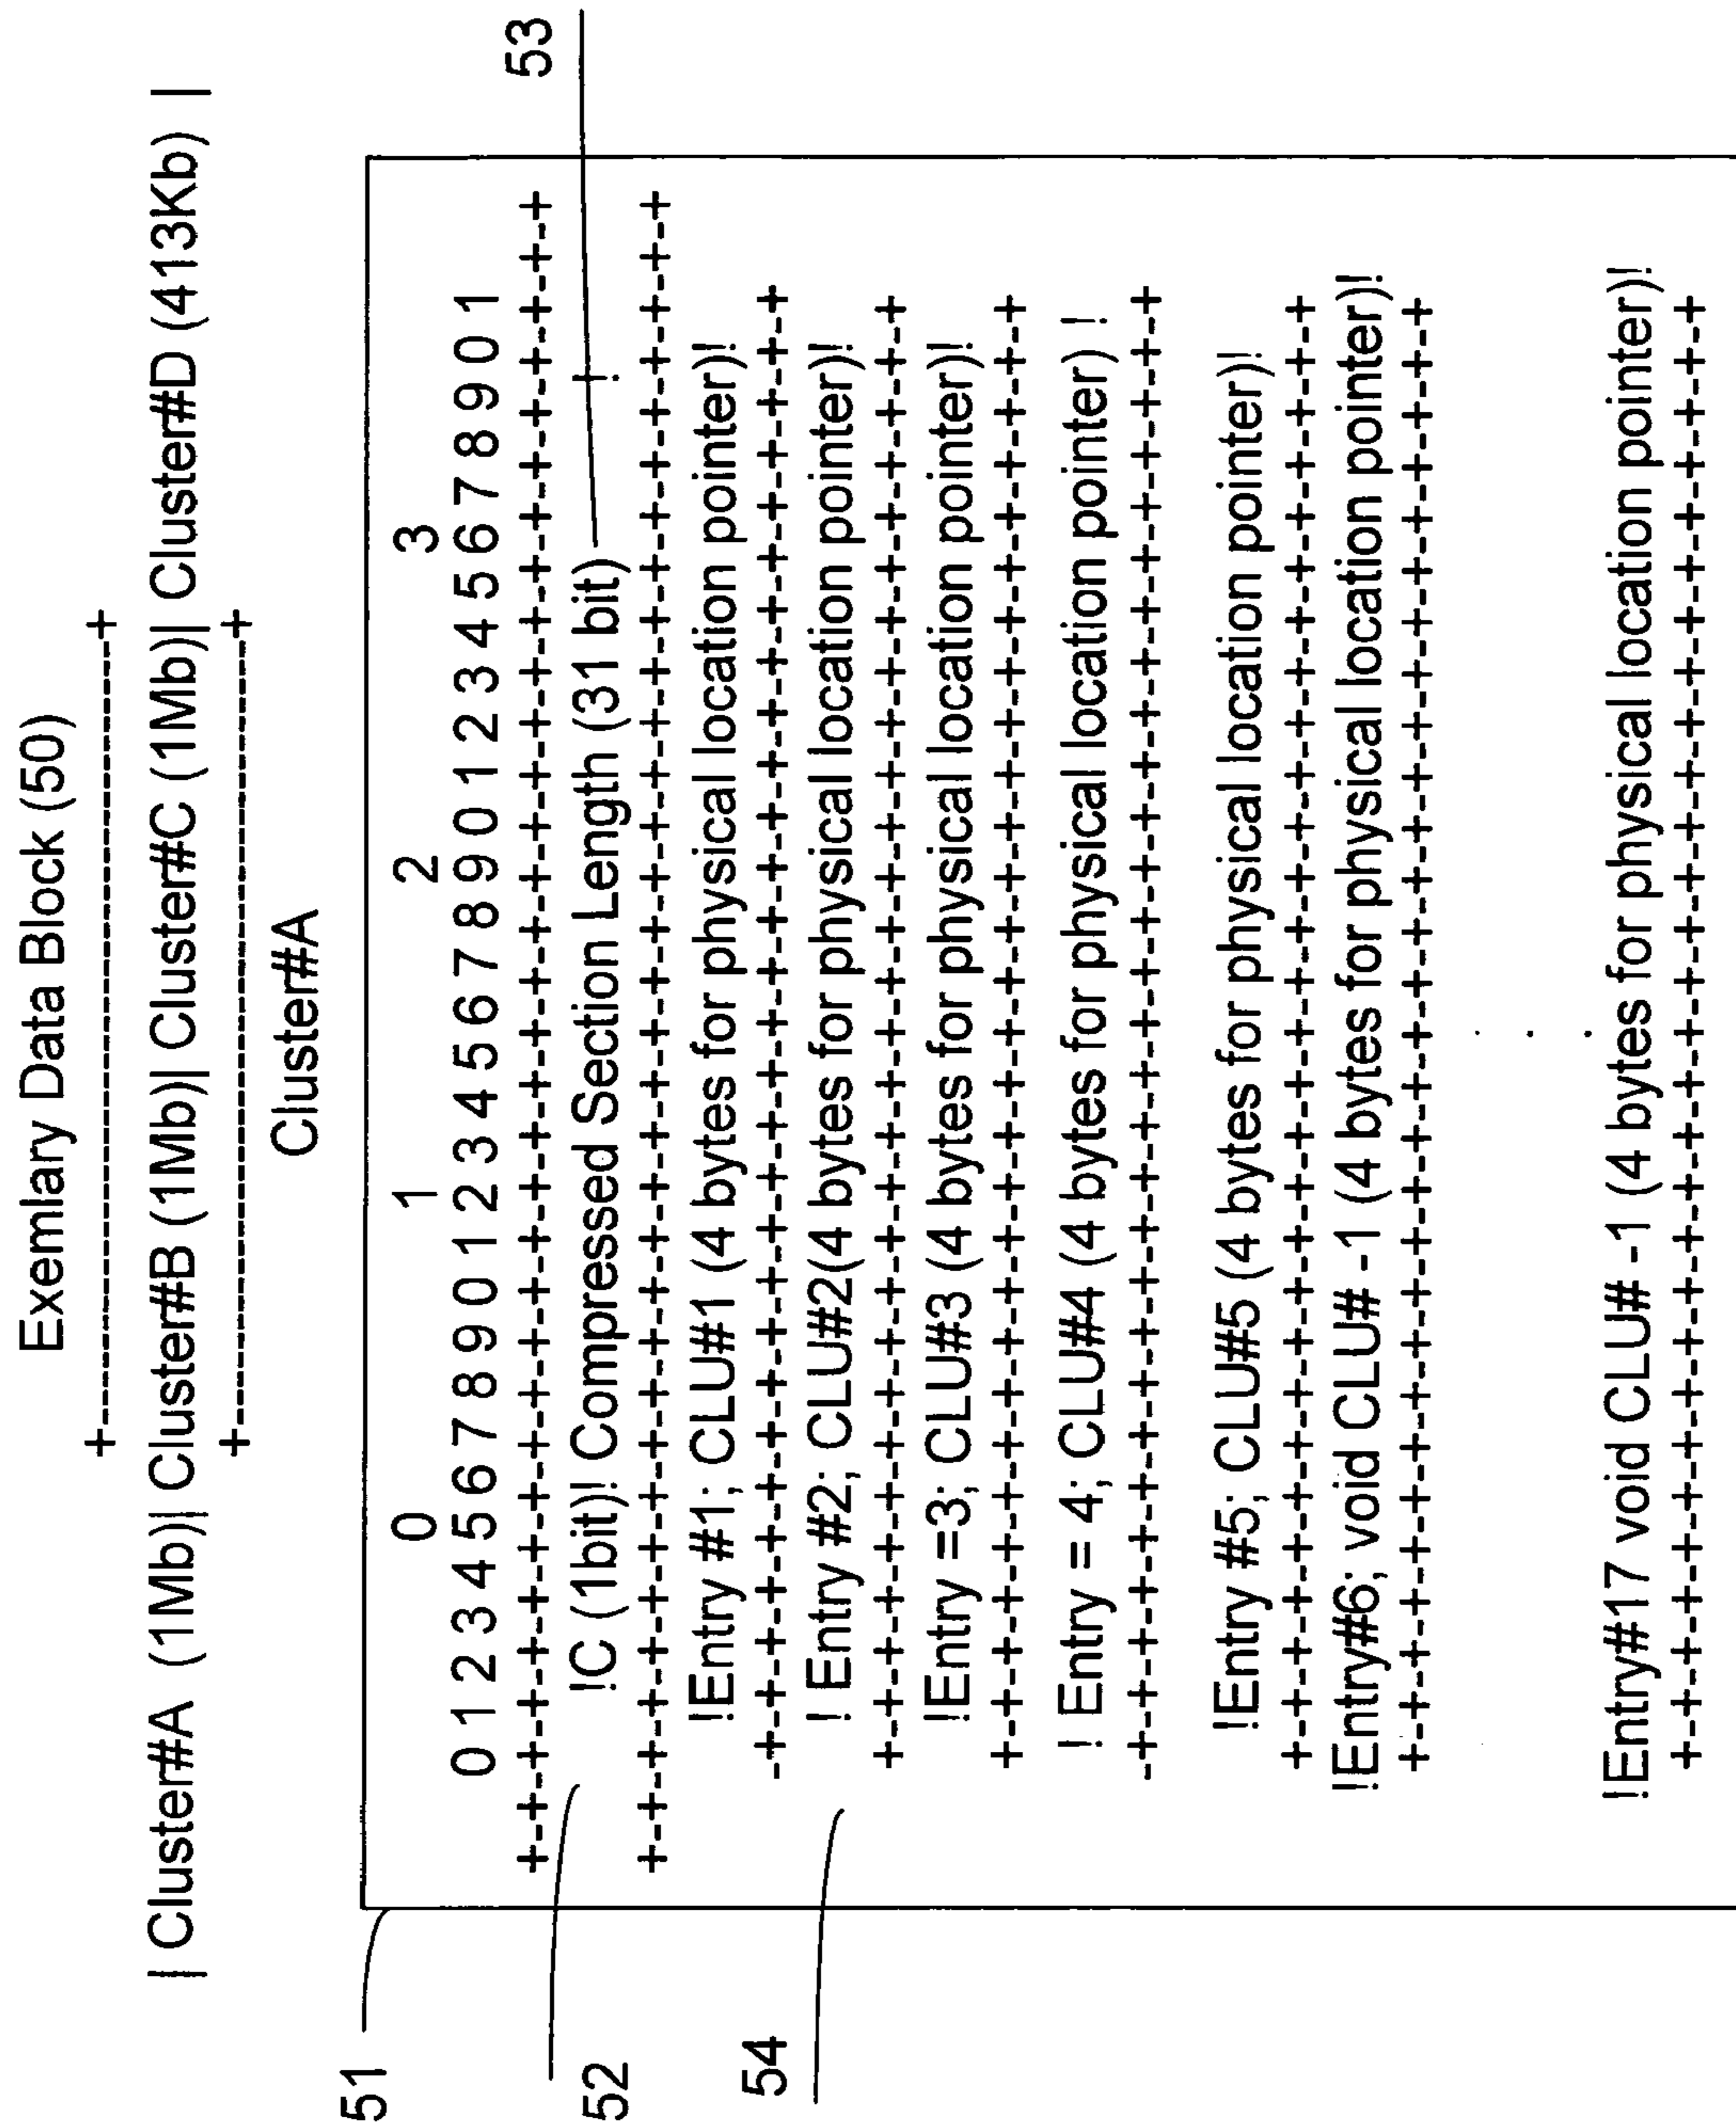 Exemlary Data Block (50)
+--------------------------------+
| Cluster#A (1Mb)| Cluster#B (1Mb)| Cluster#C (1Mb)| Cluster#D (413Kb) |
+--------------------------------+
Cluster#A
51
0 1 2 3
0 1 2 3 4 5 6 7 8 9 0 1 2 3 4 5 6 7 8 9 0 1 2 3 4 5 6 7 8 9 0 1
+-+-+-+-+-+-+-+-+-+-+-+-+-+-+-+-+-+-+-+-+-+-+-+-+-+-+-+-+-+-+-+-+
52
!C (1bit)! Compressed Section Length (31 bit) !
53
+-+-+-+-+-+-+-+-+-+-+-+-+-+-+-+-+-+-+-+-+-+-+-+-+-+-+-+-+-+-+-+-+
!Entry #1; CLU#1 (4 bytes for physical location pointer)!
-+-+-+-+-+-+-+-+-+-+-+-+-+-+-+-+-+-+-+-+-+-+-+-+-+-+-+-+
54
! Entry #2; CLU#2(4 bytes for physical location pointer)!
+-+-+-+-+-+-+-+-+-+-+-+-+-+-+-+-+-+-+-+-+-+-+-+-+-+-+-+-+
!Entry =3; CLU#3 (4 bytes for physical location pointer)!
+-+-+-+-+-+-+-+-+-+-+-+-+-+-+-+-+-+-+-+-+-+-+-+-+-+-+-+-+
! Entry = 4; CLU#4 (4 bytes for physical location pointer) !
-+-+-+-+-+-+-+-+-+-+-+-+-+-+-+-+-+-+-+-+-+-+-+-+-+-+-+-+
!Entry #5; CLU#5 (4 bytes for physical location pointer)!
+-+-+-+-+-+-+-+-+-+-+-+-+-+-+-+-+-+-+-+-+-+-+-+-+-+-+-+-+
!Entry#6; void CLU# -1 (4 bytes for physical location pointer)!
+-+-+-+-+-+-+-+-+-+-+-+-+-+-+-+-+-+-+-+-+-+-+-+-+-+-+-+-+
. . .
!Entry#17 void CLU# -1 (4 bytes for physical location pointer)!
+-+-+-+-+-+-+-+-+-+-+-+-+-+-+-+-+-+-+-+-+-+-+-+-+-+-+-+-+